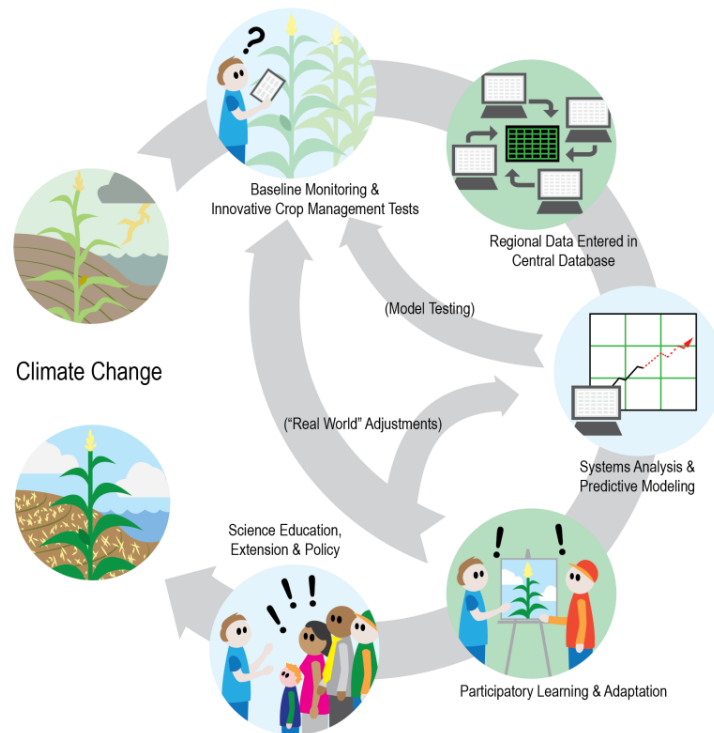 ?
Baseline Monitoring &
Innovative Crop Management Tests
Regional Data Entered in
Central Database
(Model Testing)
Climate Change
("Real World" Adjustments)
Systems Analysis &
Predictive Modeling
Science Education,
Extension & Policy
! !
! ! !
Participatory Learning & Adaptation